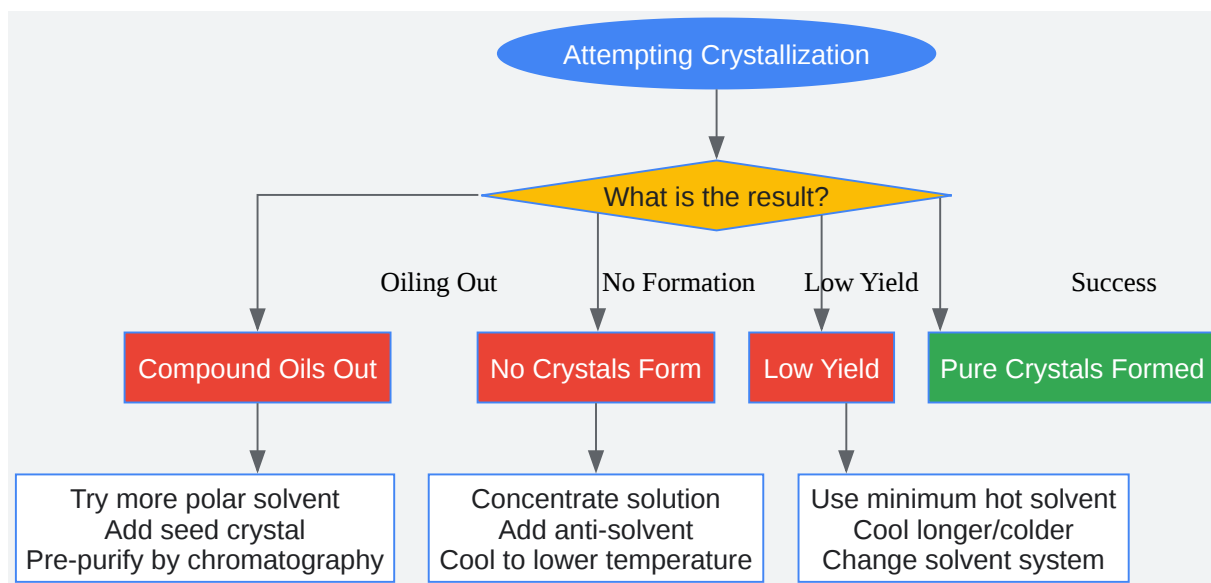 Attempting Crystallization
What is the result?
Oiling Out
No Formation
Low Yield
Success
Compound Oils Out
No Crystals Form
Low Yield
Pure Crystals Formed
Try more polar solvent
Add seed crystal
Pre-purify by chromatography
Concentrate solution
Add anti-solvent
Cool to lower temperature
Use minimum hot solvent
Cool longer/colder
Change solvent system